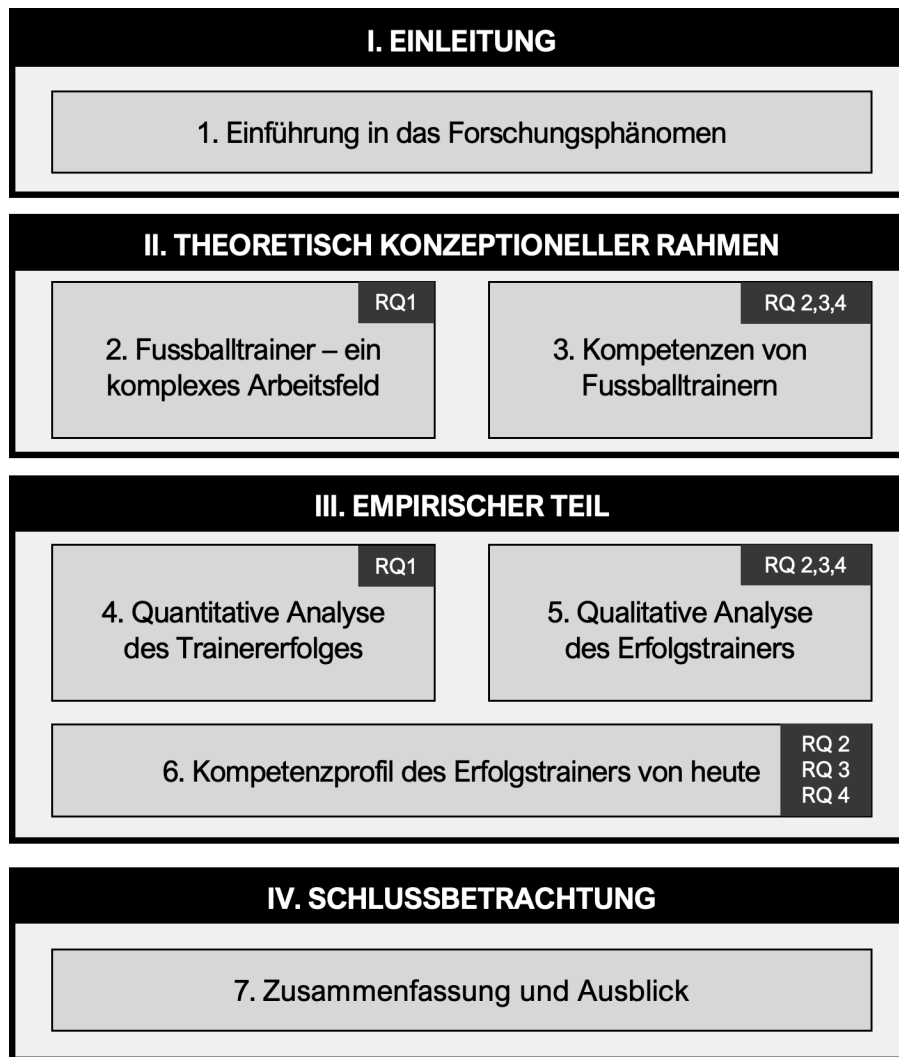 I. EINLEITUNG
1. Einführung in das Forschungsphänomen
II. THEORETISCH KONZEPTIONELLER RAHMEN
RQ1
2. Fussballtrainer – ein
komplexes Arbeitsfeld
RQ 2,3,4
3. Kompetenzen von
Fussballtrainern
III. EMPIRISCHER TEIL
RQ1
4. Quantitative Analyse
des Trainererfolges
RQ 2,3,4
5. Qualitative Analyse
des Erfolgstrainers
6. Kompetenzprofil des Erfolgstrainers von heute
RQ 2
RQ 3
RQ 4
IV. SCHLUSSBETRACHTUNG
7. Zusammenfassung und Ausblick